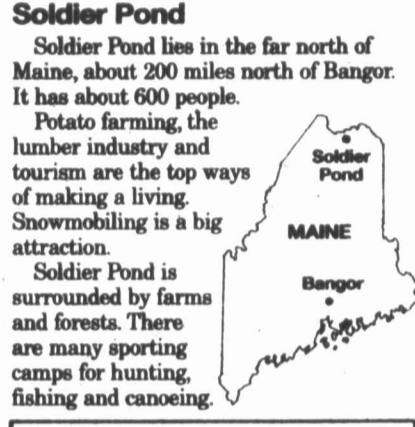 Soldier Pond
Soldier Pond lies in the far north of
Maine, about 200 miles north of Bangor.
It has about 600 people.
Potato farming, the
lumber industry and
tourism are the top ways
of making a living.
Snowmobiling is a big
attraction.
Soldier Pond is
surrounded by farms
and forests. There
are many sporting
camps for hunting,
fishing and canoeing.
Soldier
Pond
MAINE
Bangor